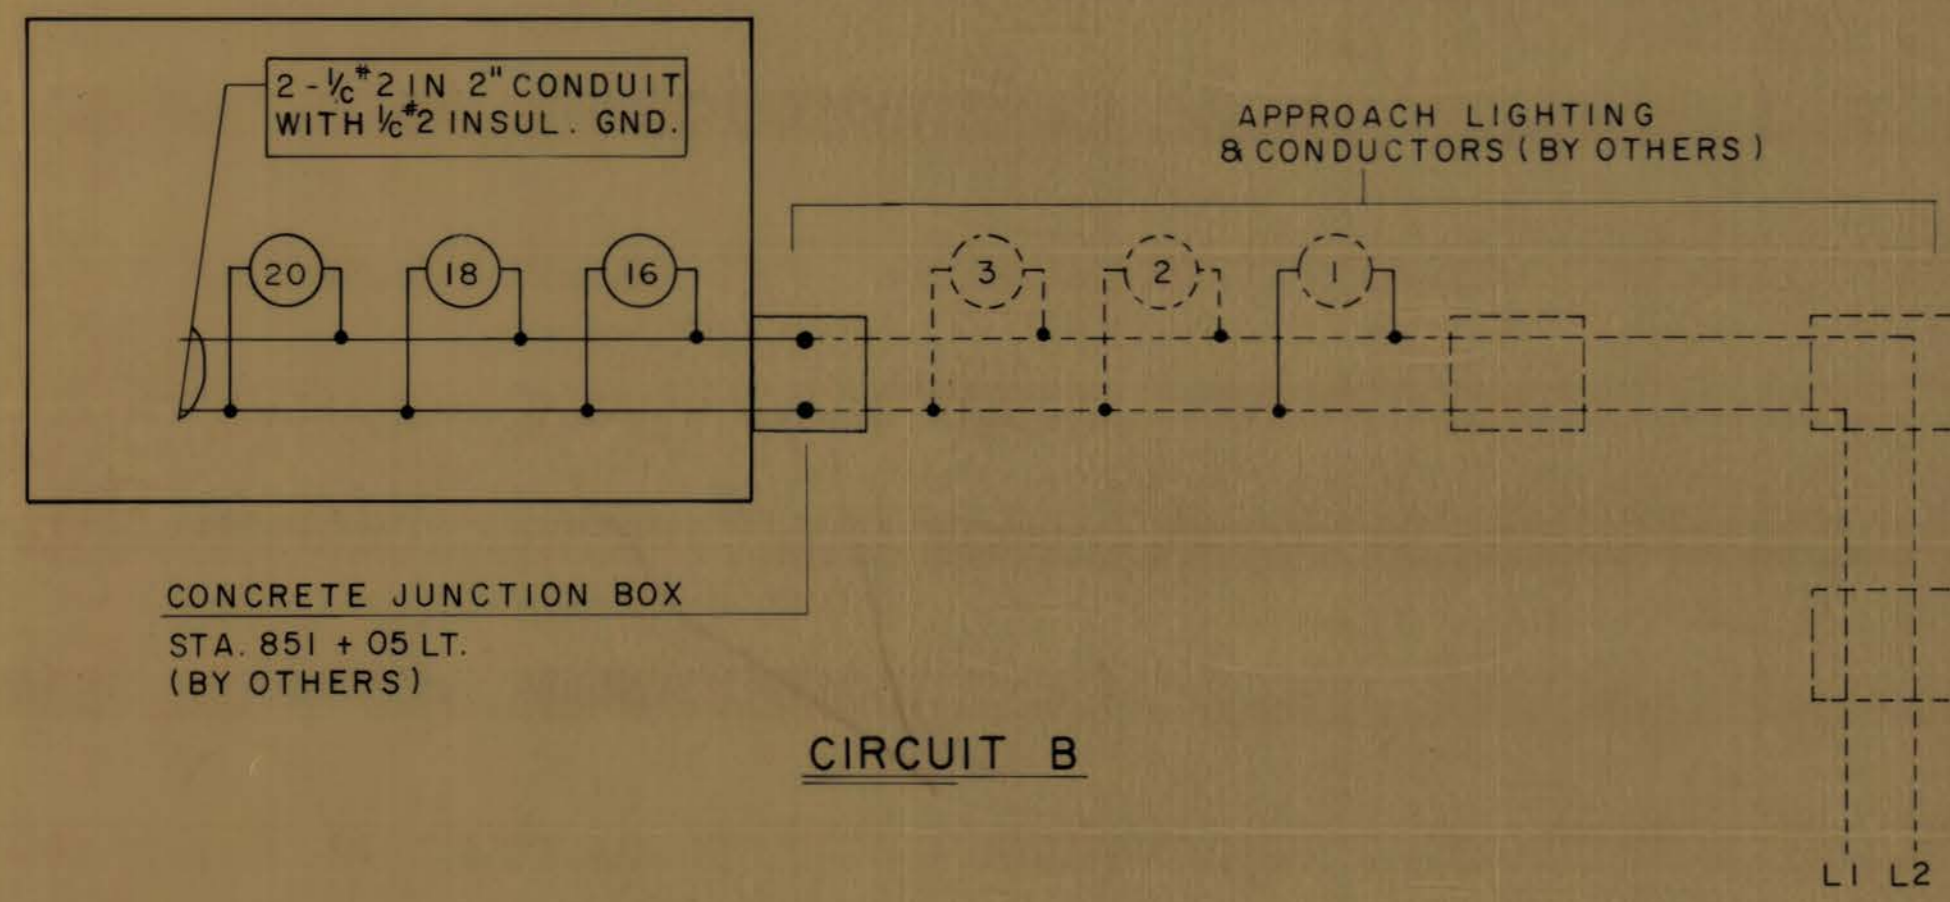 2 - 1/c #2 IN 2" CONDUIT
WITH 1/c #2 INSUL. GND.
APPROACH LIGHTING
& CONDUCTORS (BY OTHERS)
20
18
16
3
2
1
CONCRETE JUNCTION BOX
STA. 851 + 05 LT.
(BY OTHERS)
CIRCUIT B
L1 L2